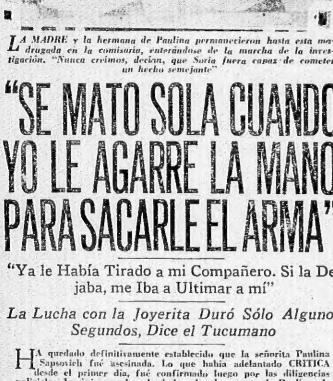 LA MADRE y la hermana de Paulina permanecieron hasta esta ma-
drugada en la comisaría, enterándose de la marcha de la inves-
tigación. "Nunca creímos, decían, que Soria fuera capaz de cometer
un hecho semejante"
"SE MATO SOLA CUANDO
YO LE AGARRE LA MANO
PARA SACARLE EL ARMA"
"Ya le Había Tirado a mi Compañero. Si la De
jaba, me Iba a Ultimar a mí"
La Lucha con la Joyerita Duró Sólo Alguno
Segundos, Dice el Tucumano
HA quedado definitivamente establecido que la señorita Paulina
Sapsovich fué asesinada. Lo que había adelantado CRITICA
desde el primer día, fué confirmado luego por las diligencias